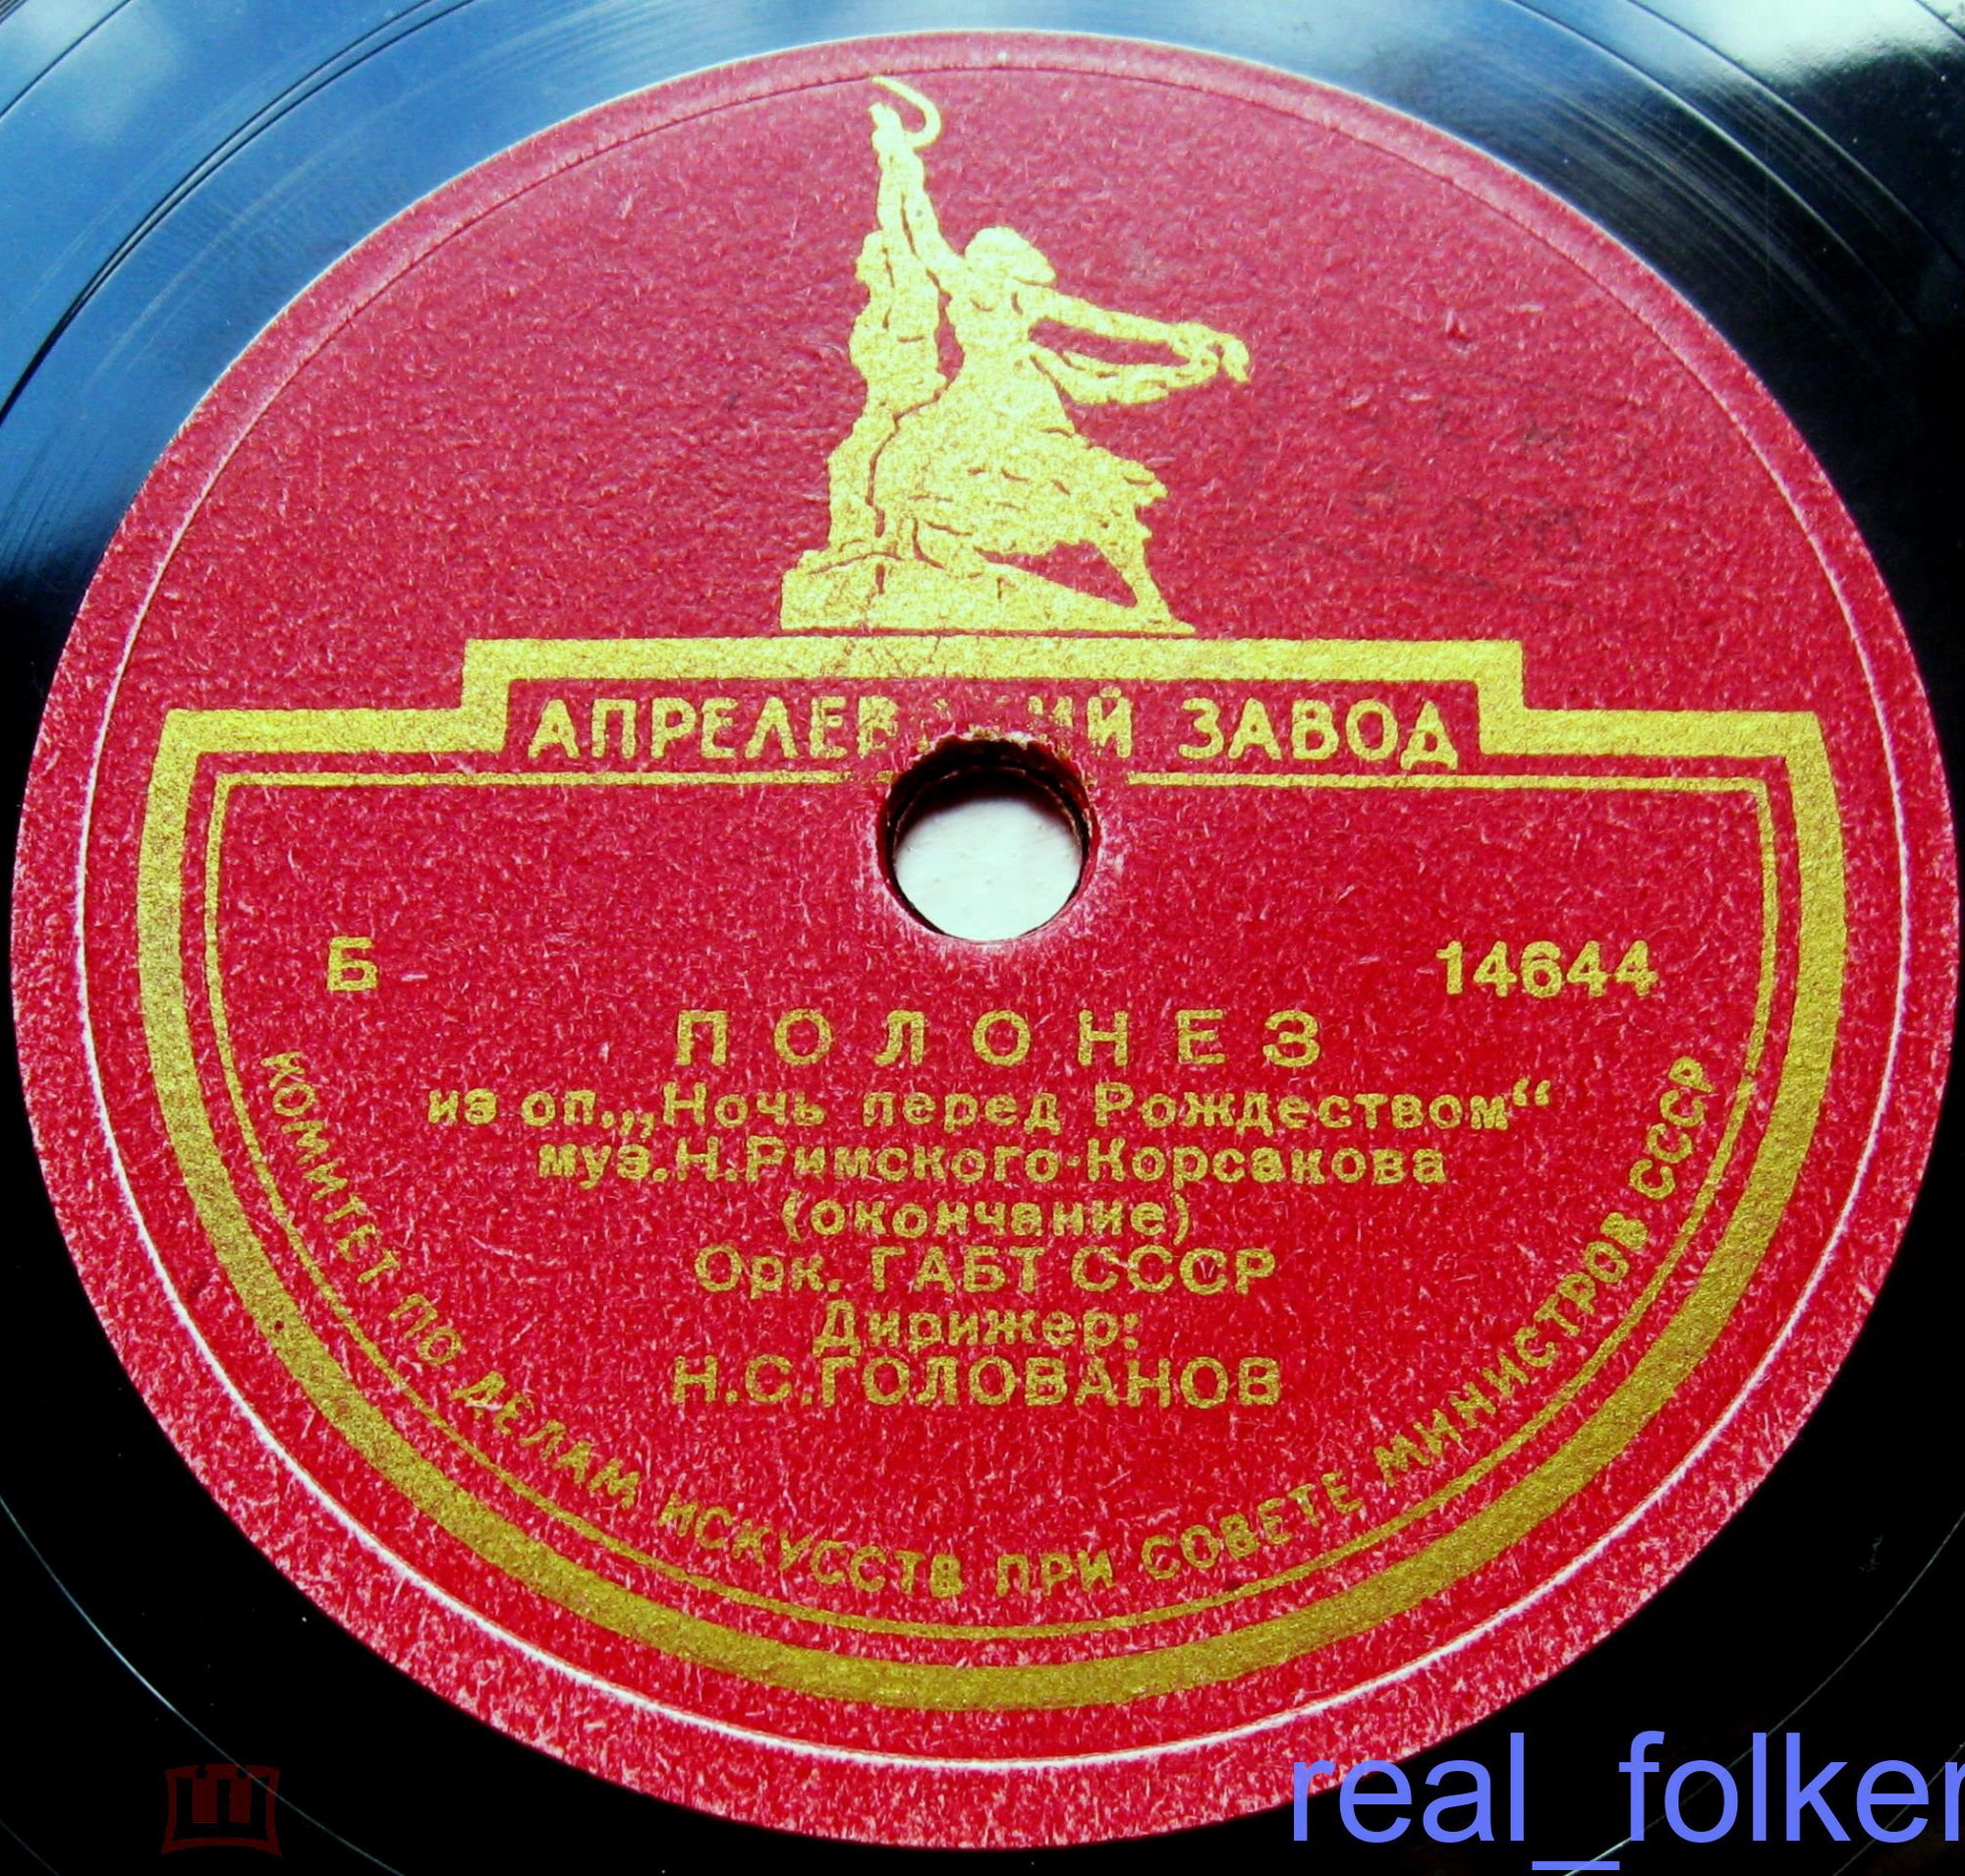 АПРЕЛЕВ ИЙ ЗАВОД
Б
14644
ПОЛОНЕЗ
из оп. „Ночь перед Рождеством“
муз. Н. Римского-Корсакова
(окончание)
Орк. ГАБТ СССР
Дирижер:
Н. С. ГОЛОВАНОВ
КОМИТЕТ ПО ДЕЛАМ ИСКУССТВ ПРИ СОВЕТЕ МИНИСТРОВ СССР
real_folker